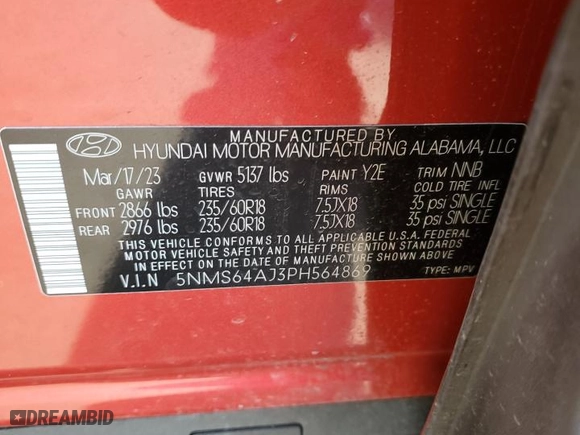 MANUFACTURED BY
HYUNDAI MOTOR MANUFACTURING ALABAMA, LLC
Mar/17/23 GVWR 5137 lbs PAINT Y2E TRIM NNB
GAWR TIRES RIMS COLD TIRE INFL
FRONT 2866 lbs 235/60R18 7.5JX18 35 psi SINGLE
REAR 2976 lbs 235/60R18 7.5JX18 35 psi SINGLE
THIS VEHICLE CONFORMS TO ALL APPLICABLE U.S.A. FEDERAL
MOTOR VEHICLE SAFETY AND THEFT PREVENTION STANDARDS
IN EFFECT ON THE DATE OF MANUFACTURE SHOWN ABOVE
V.I.N 5NMS64AJ3PH564869 TYPE: MPV
DREAMBID